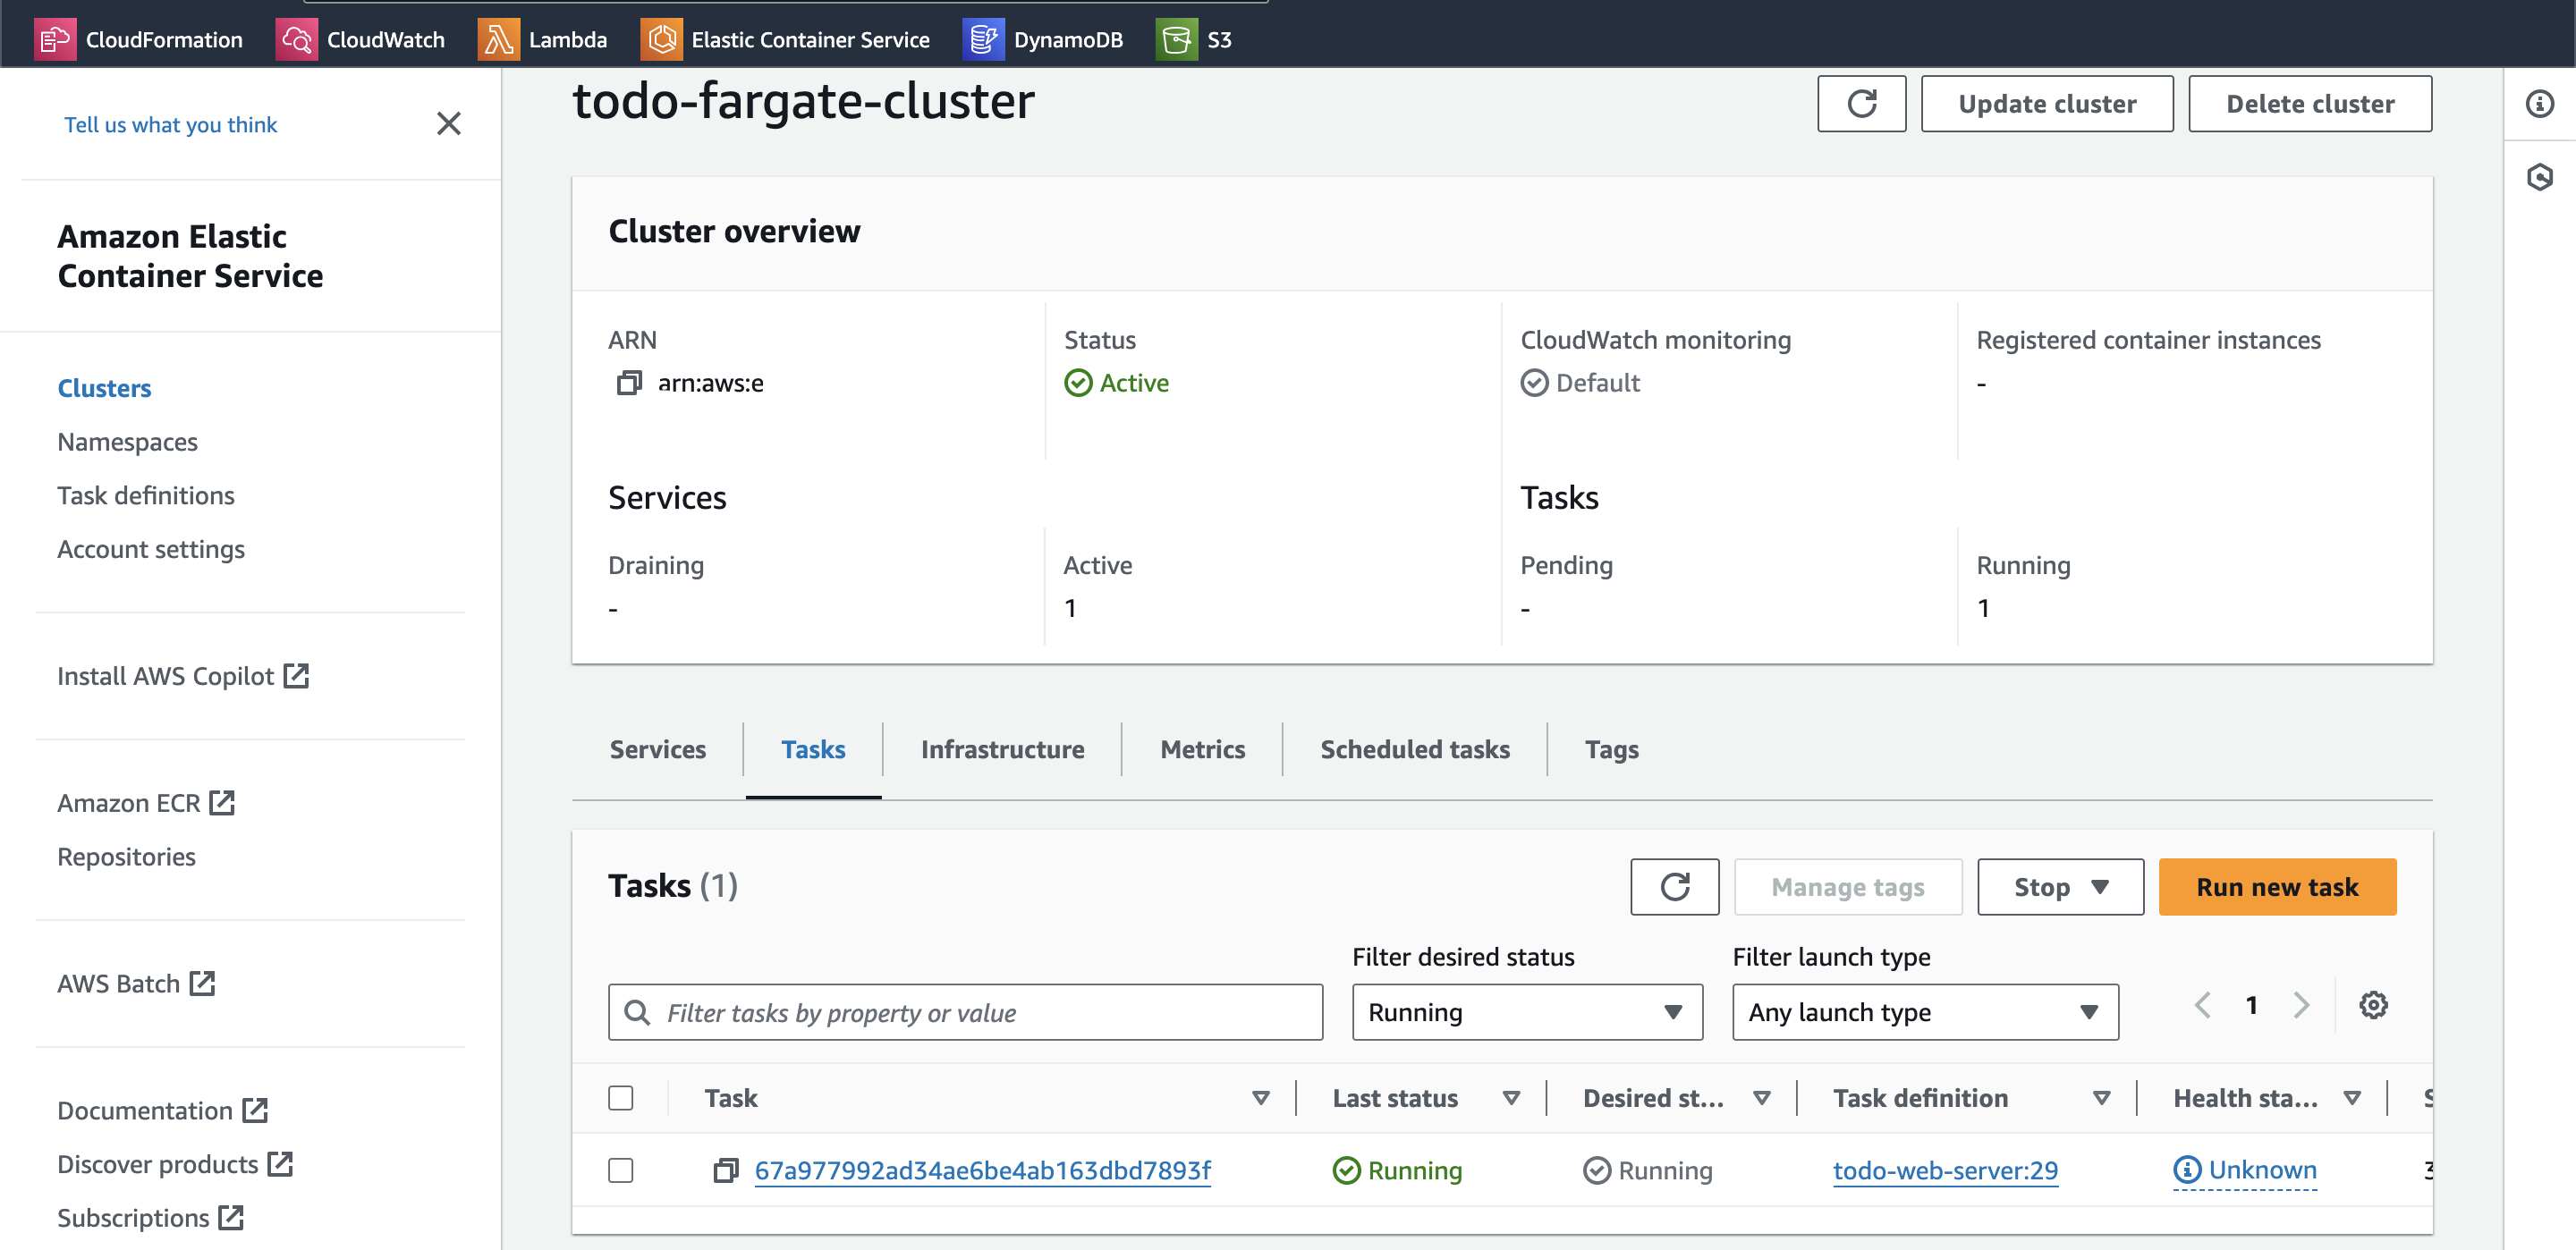 CloudFormation CloudWatch Lambda Elastic Container Service DynamoDB S3
Tell us what you think
Amazon Elastic
Container Service
Clusters
Namespaces
Task definitions
Account settings
Install AWS Copilot
Amazon ECR
Repositories
AWS Batch
Documentation
Discover products
Subscriptions
todo-fargate-cluster
Update cluster Delete cluster
Cluster overview
ARN Status CloudWatch monitoring Registered container instances
arn:aws:e Active Default -
Services Tasks
Draining Active Pending Running
- 1 - 1
Services Tasks Infrastructure Metrics Scheduled tasks Tags
Tasks (1) Manage tags Stop Run new task
Filter desired status Filter launch type
Filter tasks by property or value Running Any launch type 1
Task Last status Desired st... Task definition Health sta...
67a977992ad34ae6be4ab163dbd7893f Running Running todo-web-server:29 Unknown